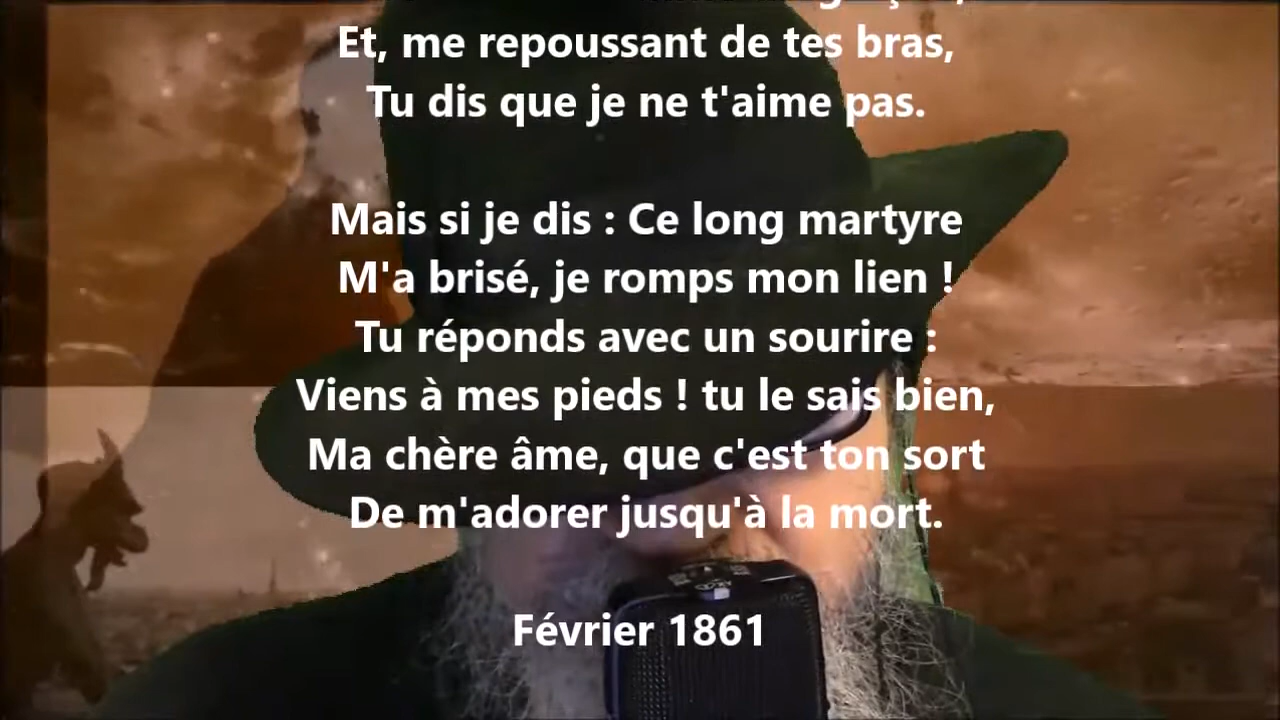 Et, me repoussant de tes bras,
Tu dis que je ne t'aime pas.
Mais si je dis : Ce long martyre
M'a brisé, je romps mon lien !
Tu réponds avec un sourire :
Viens à mes pieds ! tu le sais bien,
Ma chère âme, que c'est ton sort
De m'adorer jusqu'à la mort.
Février 1861